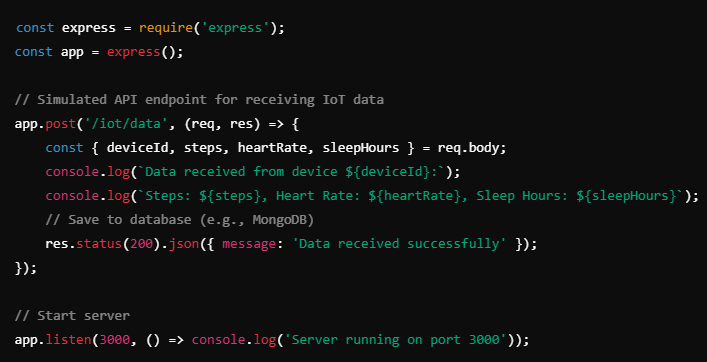 const express = require('express');
const app = express();

// Simulated API endpoint for receiving IoT data
app.post('/iot/data', (req, res) => {
    const { deviceId, steps, heartRate, sleepHours } = req.body;
    console.log(`Data received from device ${deviceId}:`);
    console.log(`Steps: ${steps}, Heart Rate: ${heartRate}, Sleep Hours: ${sleepHours}`);
    // Save to database (e.g., MongoDB)
    res.status(200).json({ message: 'Data received successfully' });
});

// Start server
app.listen(3000, () => console.log('Server running on port 3000'));